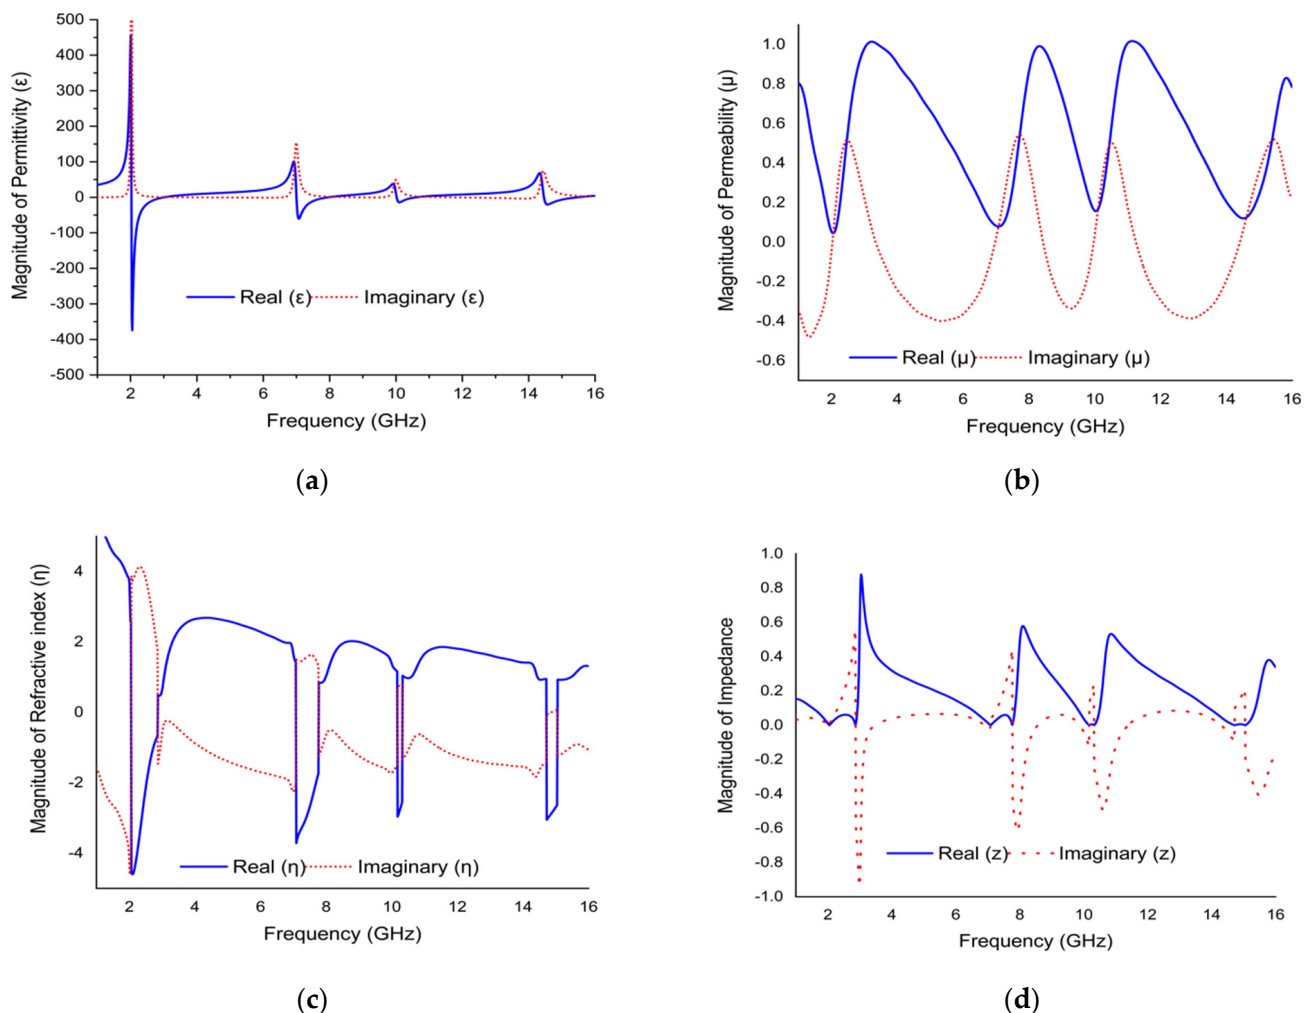 Magnitude of Permittivity (ε)
500
400
300
200
100
0
-100
-200
-300
-400
-500
Real (ε)
Imaginary (ε)
2 4 6 8 10 12 14 16
Frequency (GHz)
(a)
Magnitude of Permeability (μ)
1.0
0.8
0.6
0.4
0.2
0.0
-0.2
-0.4
-0.6
Real (μ)
Imaginary (μ)
2 4 6 8 10 12 14 16
Frequency (GHz)
(b)
Magnitude of Refractive index (η)
4
2
0
-2
-4
Real (η)
Imaginary (η)
2 4 6 8 10 12 14 16
Frequency (GHz)
(c)
Magnitude of Impedance
1.0
0.8
0.6
0.4
0.2
0.0
-0.2
-0.4
-0.6
-0.8
-1.0
Real (z)
Imaginary (z)
2 4 6 8 10 12 14 16
Frequency (GHz)
(d)